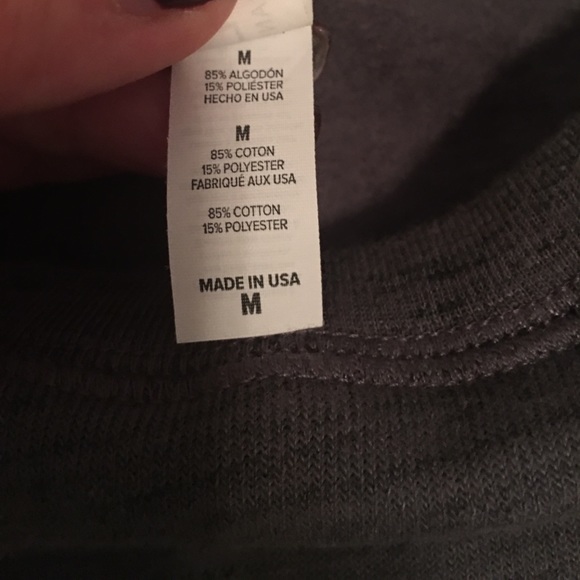 M
85% ALGODÓN
15% POLIÉSTER
HECHO EN USA
M
85% COTON
15% POLYESTER
FABRIQUÉ AUX USA
85% COTTON
15% POLYESTER
MADE IN USA
M